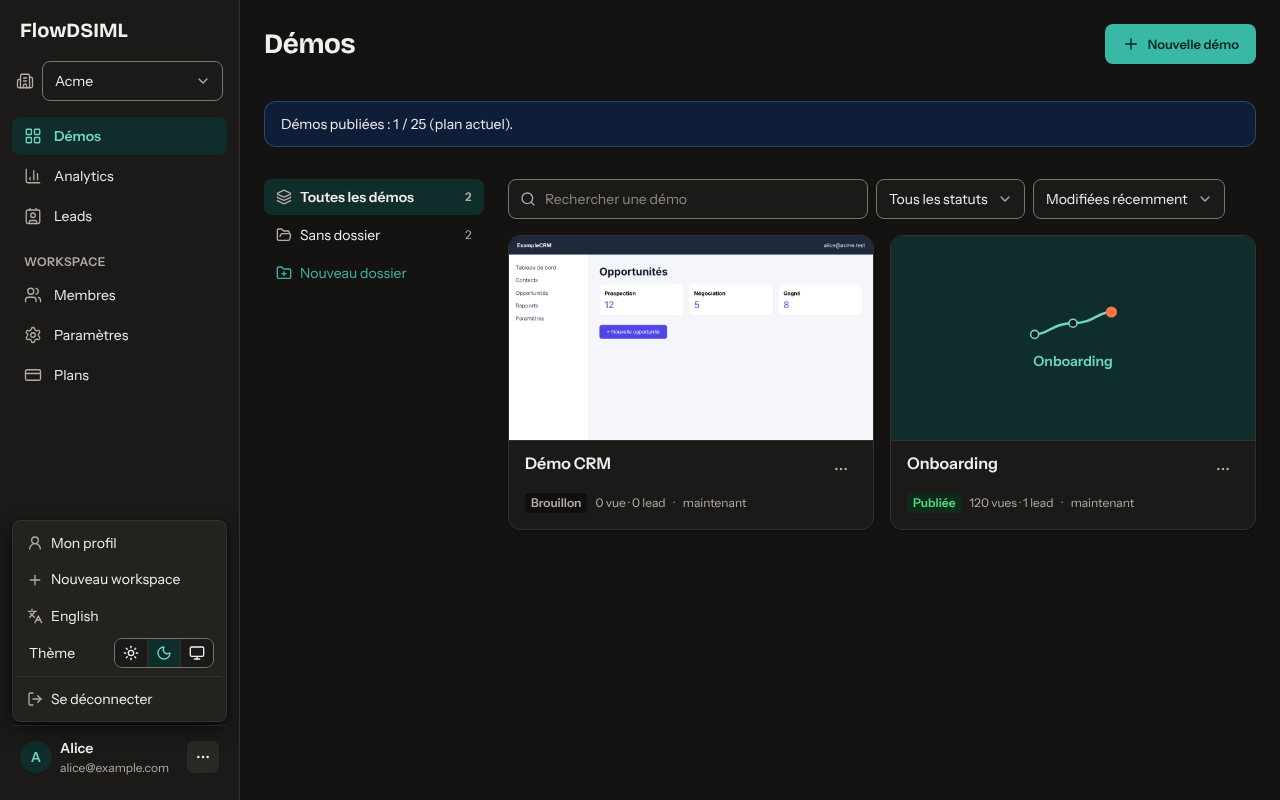 FlowDSIML
Acme
Démos
Analytics
Leads
WORKSPACE
Membres
Paramètres
Plans
Mon profil
Nouveau workspace
English
Thème
Se déconnecter
A
Alice
alice@example.com
Démos
Nouvelle démo
Démos publiées : 1 / 25 (plan actuel).
Toutes les démos 2
Sans dossier 2
Nouveau dossier
Rechercher une démo
Tous les statuts
Modifiées récemment
ExampleCRM alice@acme.test
Tableau de bord
Contacts
Opportunités
Rapports
Paramètres
Opportunités
Prospection Négociation Gagné
12 5 8
+ Nouvelle opportunité
Démo CRM
Brouillon 0 vue · 0 lead · maintenant
Onboarding
Onboarding
Publiée 120 vues · 1 lead · maintenant